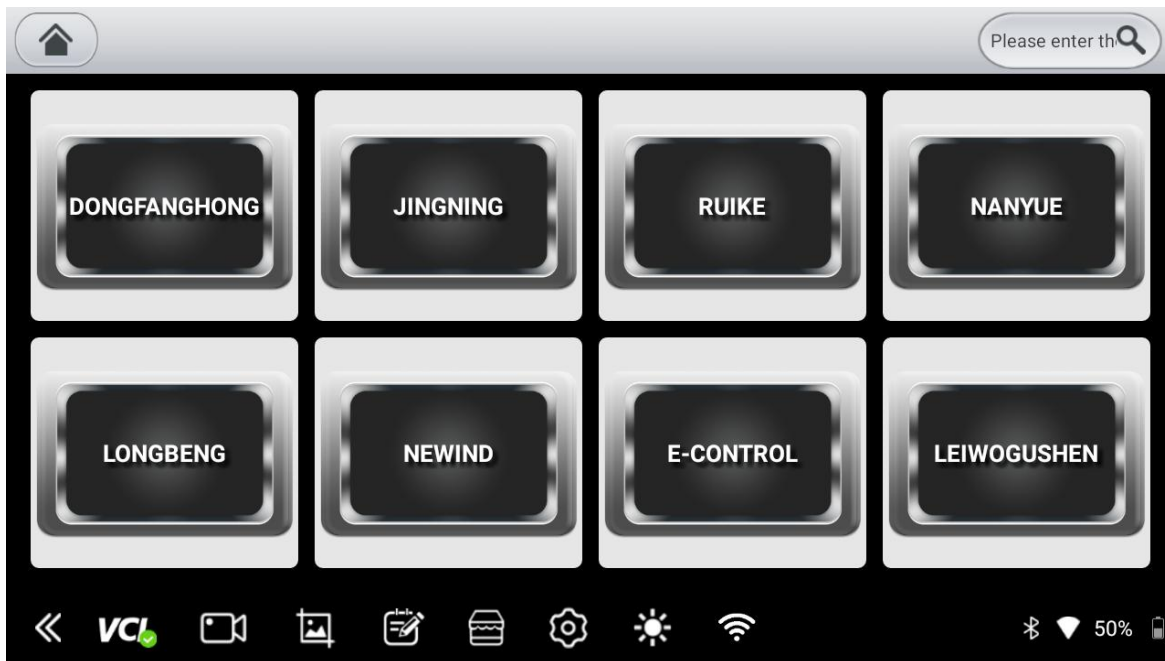 Please enter th
DONGFANGHONG
JINGNING
RUIKE
NANYUE
LONGBENG
NEWIND
E-CONTROL
LEIWOGUSHEN
VCI
50%